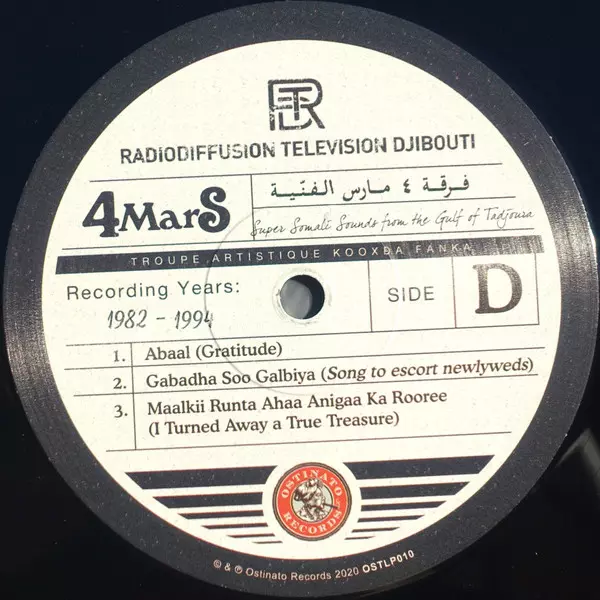 RTD
RADIODIFFUSION TELEVISION DJIBOUTI
4MarS
فرقة ٤ مارس الفنّية
Super Somali Sounds from the Gulf of Tadjoura
TROUPE ARTISTIQUE KOOXDA FANKA
Recording Years:
1982 - 1994
SIDE
D
1. Abaal (Gratitude)
2. Gabadha Soo Galbiya (Song to escort newlyweds)
3. Maalkii Runta Ahaa Anigaa Ka Rooree
(I Turned Away a True Treasure)
OSTINATO
RECORDS
© & ℗ Ostinato Records 2020 OSTLP010